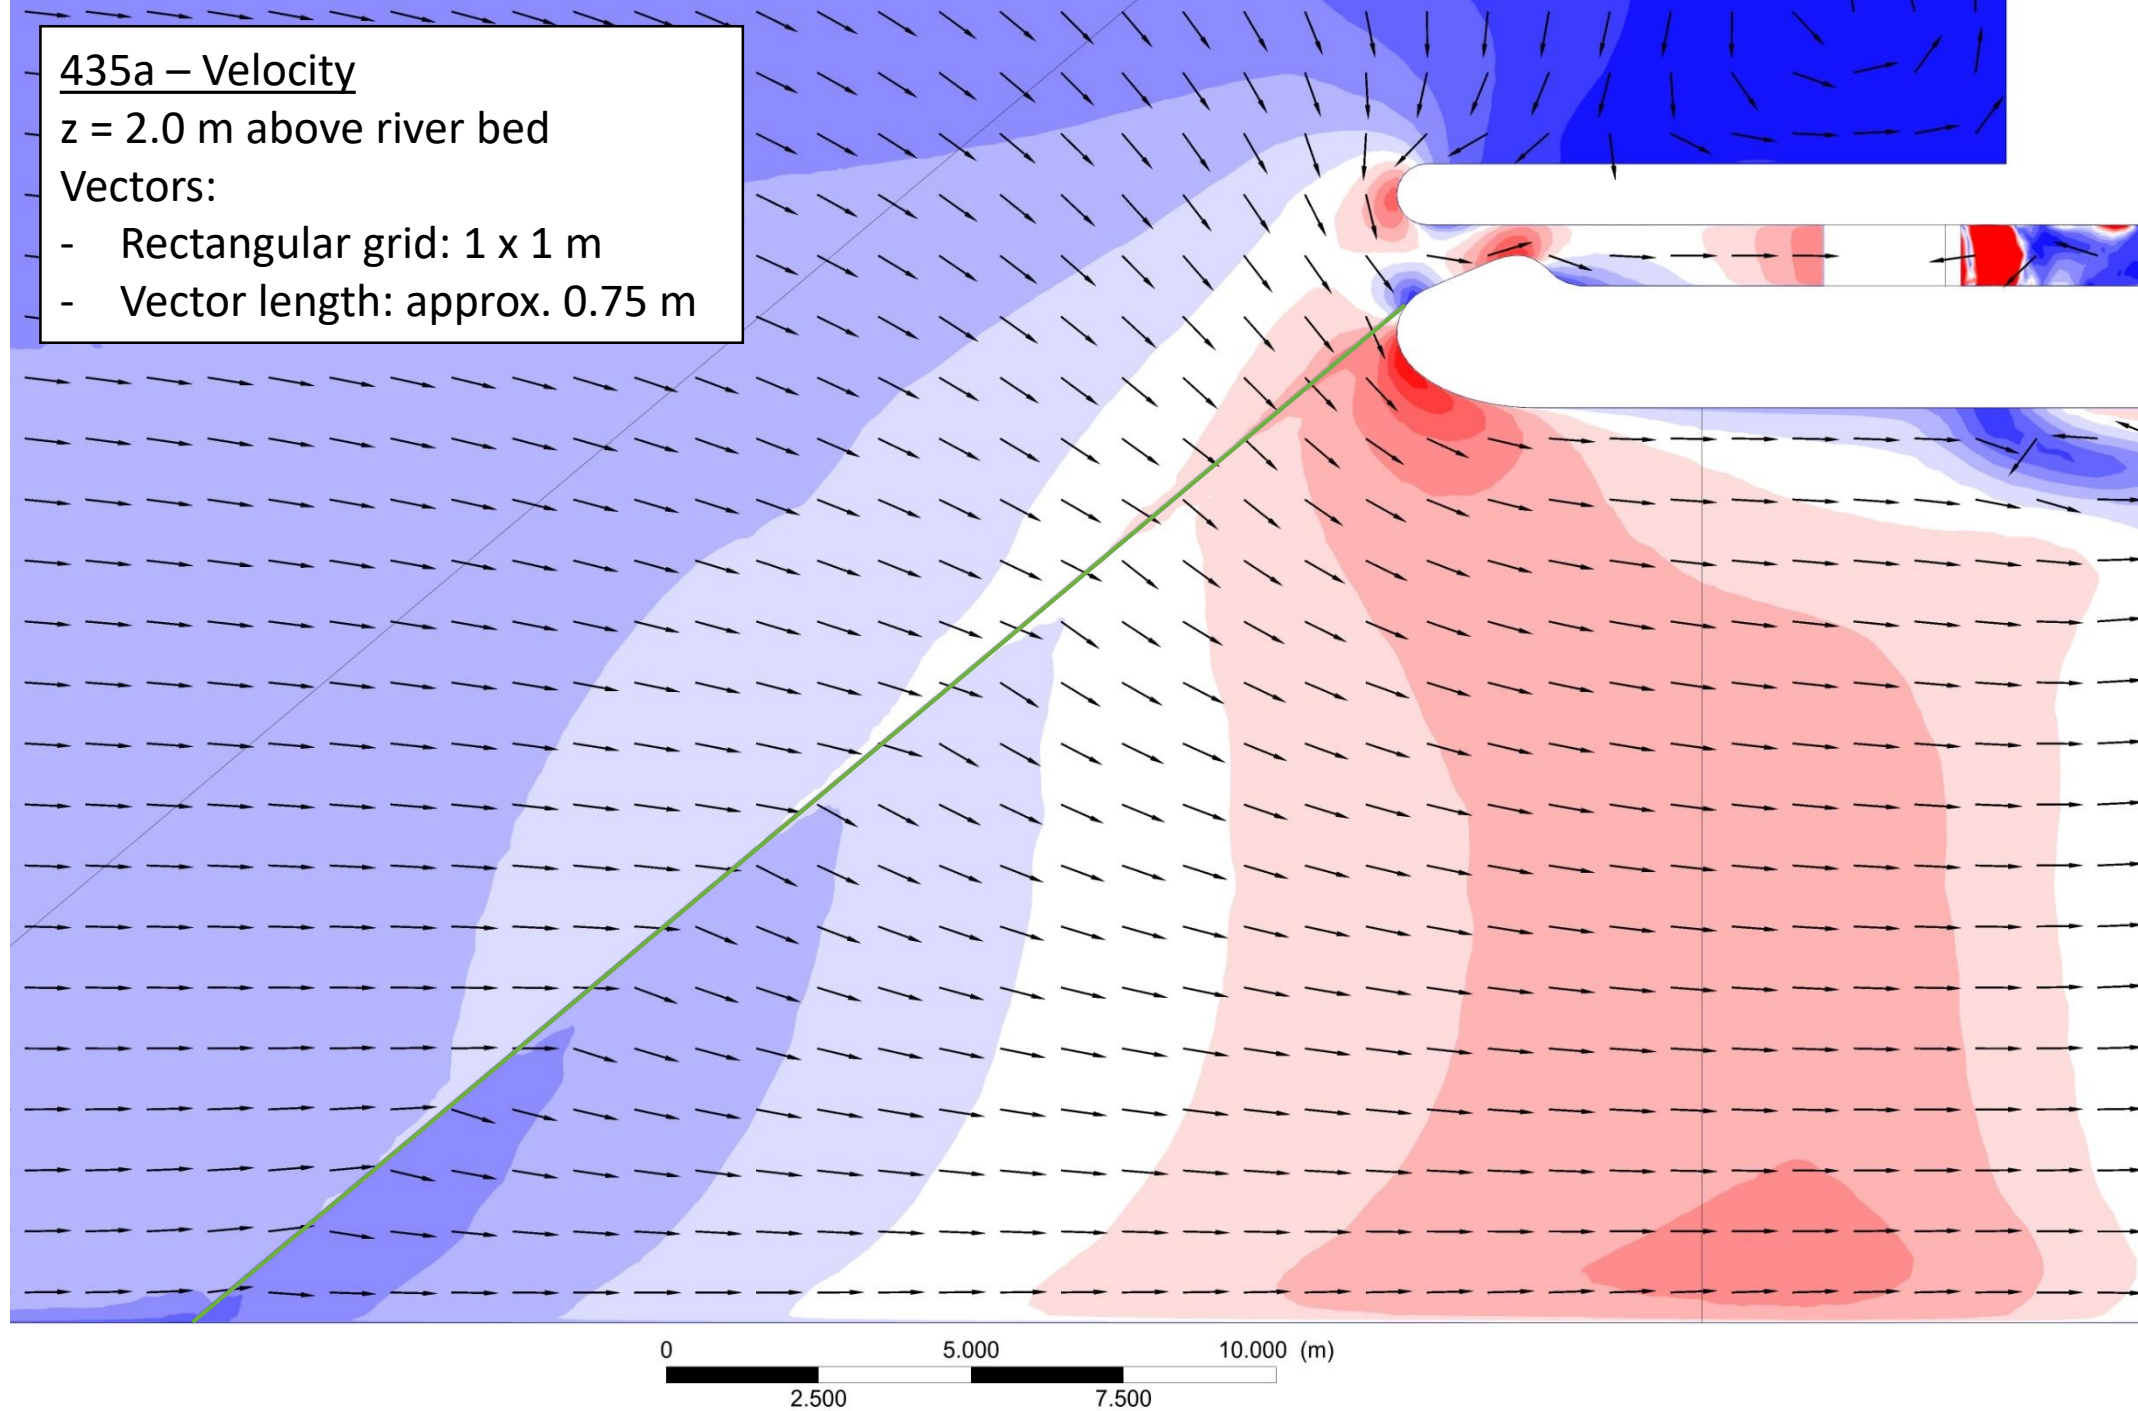 435a – Velocity
z = 2.0 m above river bed
Vectors:
- Rectangular grid: 1 x 1 m
- Vector length: approx. 0.75 m
0 5.000 10.000 (m)
2.500 7.500